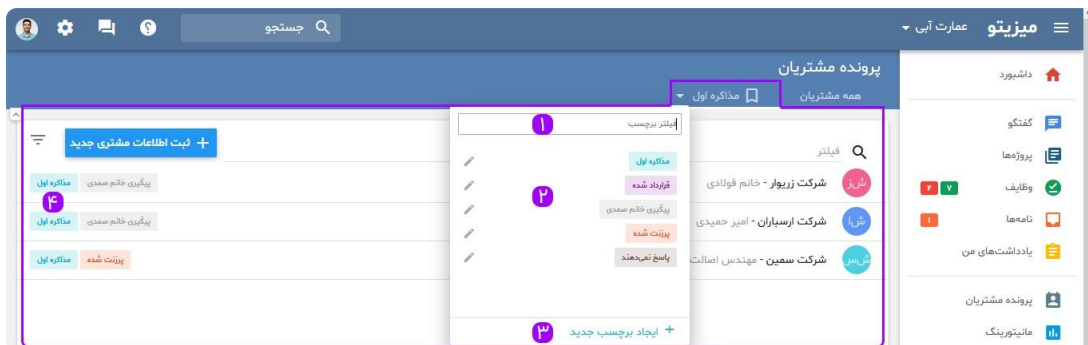 میزیتو
عمارت آبی
جستجو
داشبورد
گفتگو
پروژه‌ها
وظایف ۷ ۴
نامه‌ها ۱
یادداشت‌های من
پرونده مشتریان
مانیتورینگ
پرونده مشتریان
همه مشتریان
مذاکره اول
فیلتر
+ ثبت اطلاعات مشتری جدید
ش‌ز شرکت زریوار - خانم فولادی
پیگیری خانم صمدی مذاکره اول
ش‌ا شرکت ارسباران - امیر حمیدی
پیگیری خانم صمدی مذاکره اول
ش‌س شرکت سمین - مهندس اصالت
پرزنت شده مذاکره اول
۴
فیلتر برچسب ۱
مذاکره اول
قرارداد شده
۲
پیگیری خانم صمدی
پرزنت شده
پاسخ نمی‌دهند
+ ایجاد برچسب جدید ۳